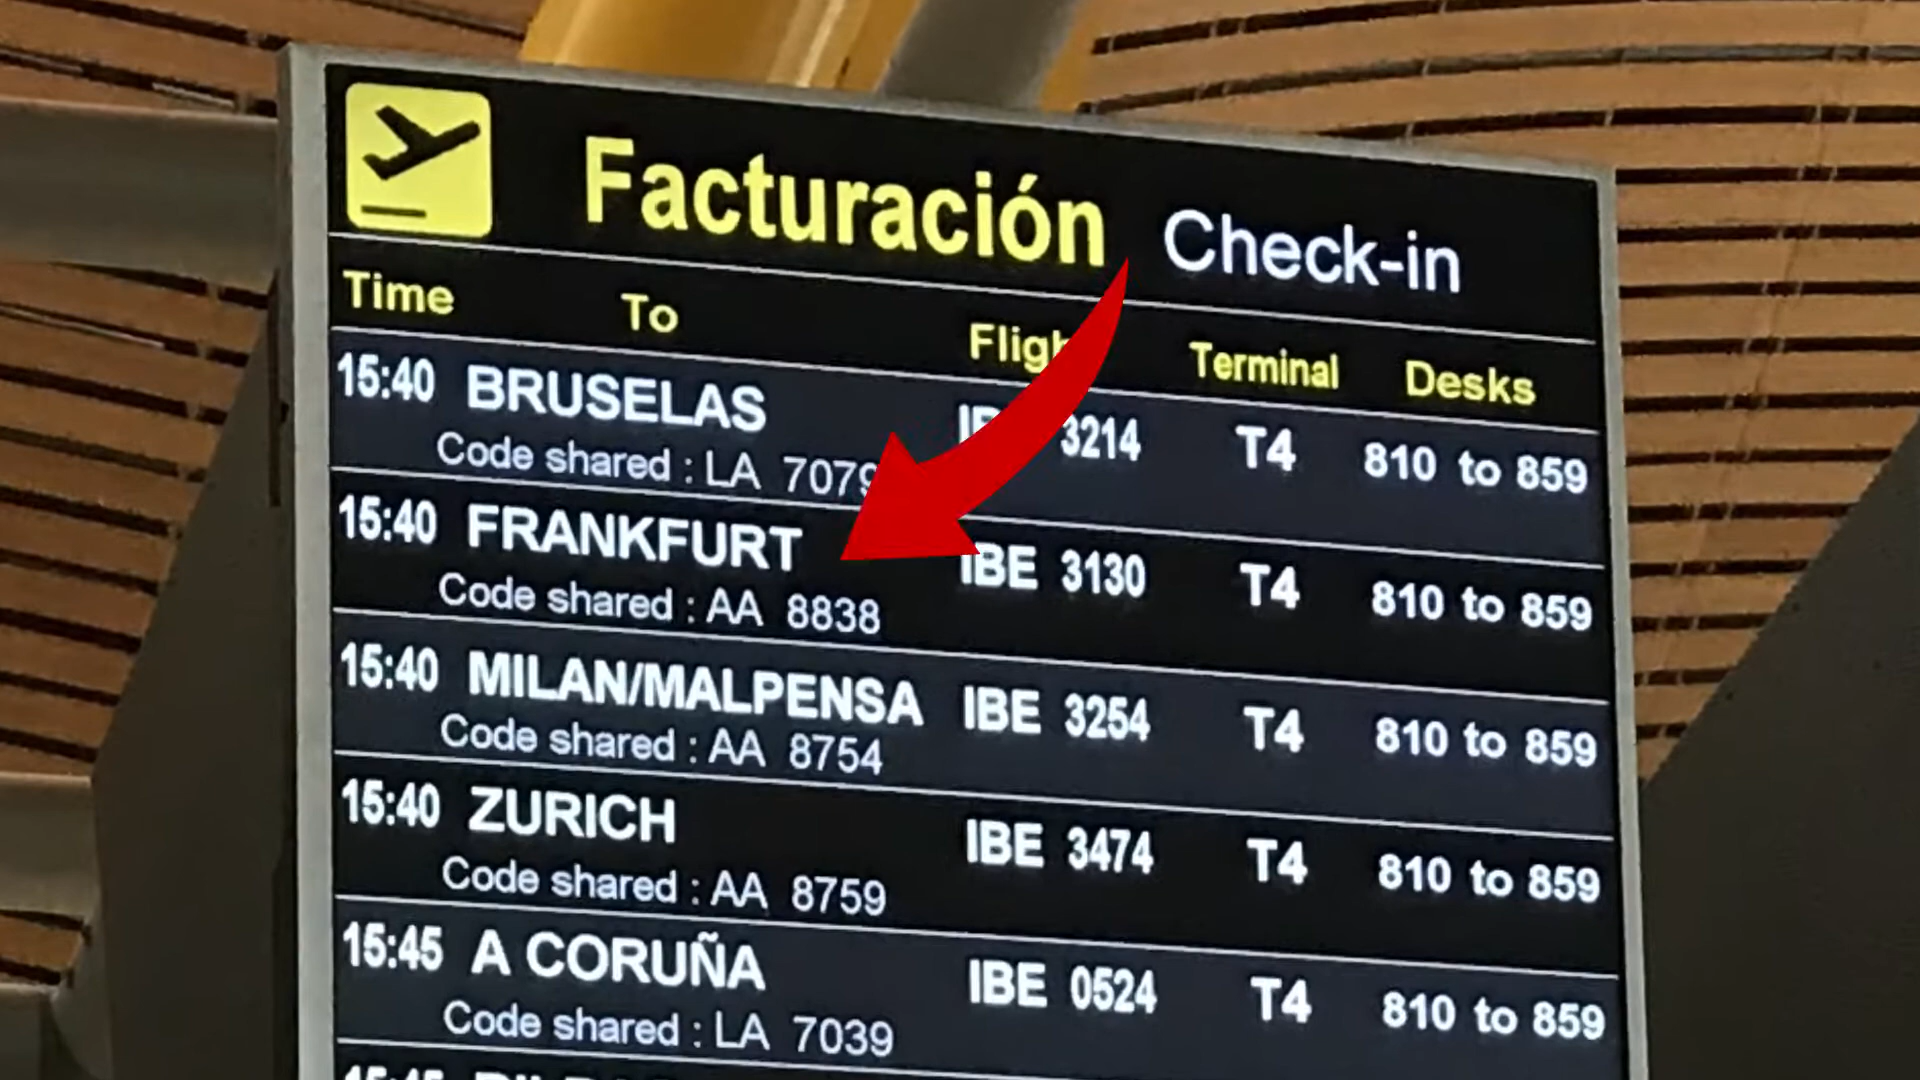 Facturación Check-in
Time To Terminal Desks
15:40 BRUSELAS 3214 T4 810 to 859
Code shared : LA 7079
15:40 FRANKFURT IBE 3130 T4 810 to 859
Code shared : AA 8838
15:40 MILAN/MALPENSA IBE 3254 T4 810 to 859
Code shared : AA 8754
15:40 ZURICH IBE 3474 T4 810 to 859
Code shared : AA 8759
15:45 A CORUÑA IBE 0524 T4 810 to 859
Code shared : LA 7039
15:45